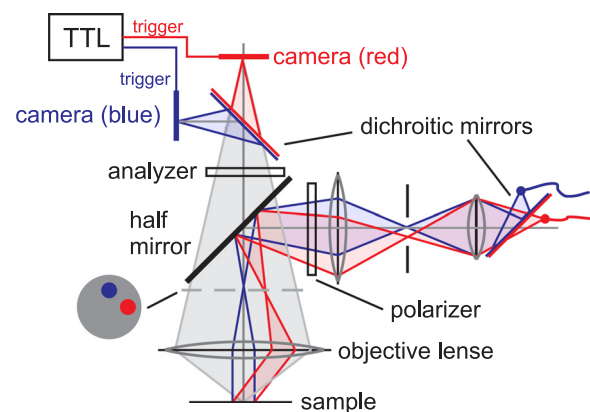 TTL
trigger
trigger
camera (red)
camera (blue)
dichroitic mirrors
analyzer
half
mirror
polarizer
objective lense
sample